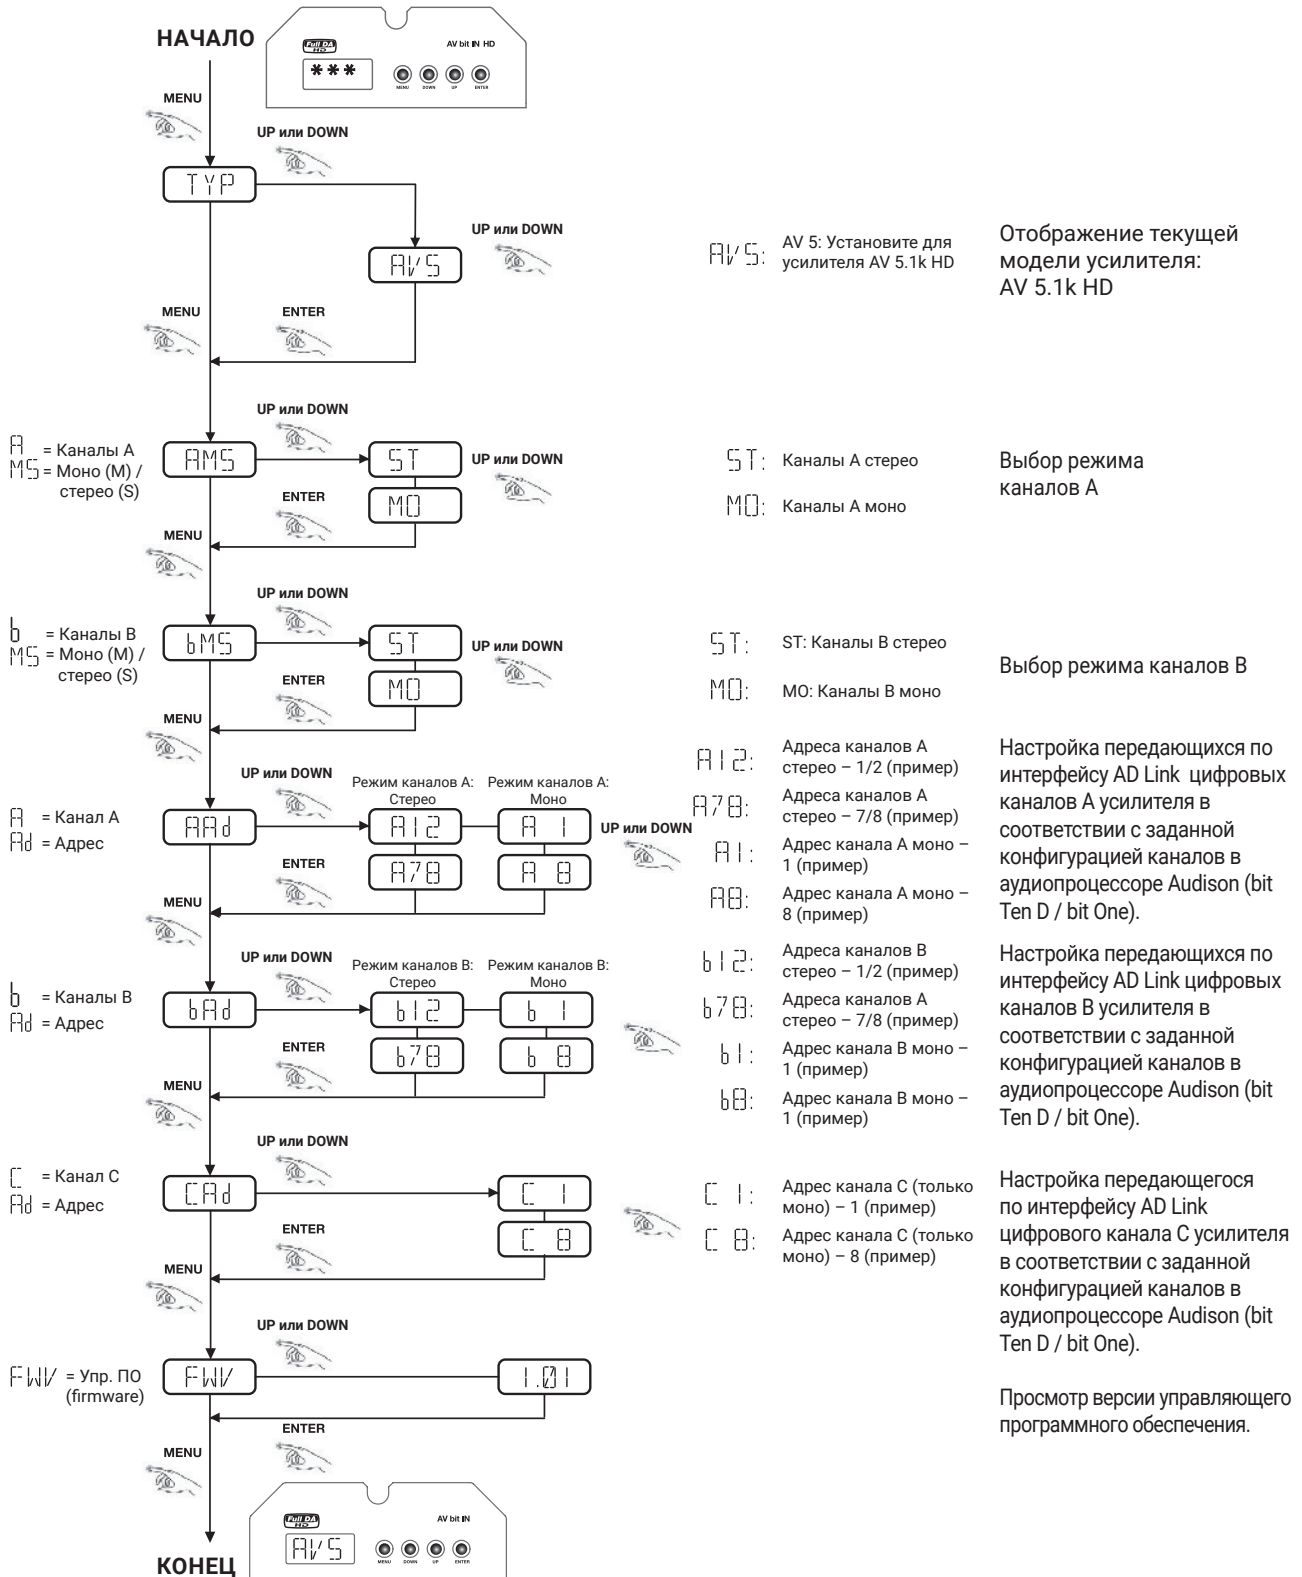 НАЧАЛО
Full DA
HD
AV bit IN HD
***
MENU DOWN UP ENTER
MENU
UP или DOWN
TYP
UP или DOWN
AV5
MENU
ENTER
AV5:
AV 5: Установите для
усилителя AV 5.1k HD
Отображение текущей
модели усилителя:
AV 5.1k HD
UP или DOWN
A = Каналы A
MS = Моно (M) /
стерео (S)
AMS
ST
MO
UP или DOWN
ENTER
MENU
ST: Каналы A стерео
MO: Каналы A моно
Выбор режима
каналов A
UP или DOWN
b = Каналы B
MS = Моно (M) /
стерео (S)
bMS
ST
MO
UP или DOWN
ENTER
MENU
ST: ST: Каналы B стерео
MO: MO: Каналы B моно
Выбор режима каналов B
UP или DOWN
Режим каналов A:
Стерео
Режим каналов A:
Моно
A = Канал A
Ad = Адрес
AAd
A12
A 1
A78
A 8
UP или DOWN
ENTER
MENU
A12: Адреса каналов A
стерео – 1/2 (пример)
A78: Адреса каналов A
стерео – 7/8 (пример)
A1: Адрес канала A моно –
1 (пример)
A8: Адрес канала A моно –
8 (пример)
Настройка передающихся по
интерфейсу AD Link цифровых
каналов A усилителя в
соответствии с заданной
конфигурацией каналов в
аудиопроцессоре Audison (bit
Ten D / bit One).
UP или DOWN
Режим каналов B:
Стерео
Режим каналов B:
Моно
b = Каналы B
Ad = Адрес
bAd
b12
b 1
b78
b 8
ENTER
MENU
b12: Адреса каналов B
стерео – 1/2 (пример)
b78: Адреса каналов A
стерео – 7/8 (пример)
b1: Адрес канала B моно –
1 (пример)
b8: Адрес канала B моно –
1 (пример)
Настройка передающихся по
интерфейсу AD Link цифровых
каналов B усилителя в
соответствии с заданной
конфигурацией каналов в
аудиопроцессоре Audison (bit
Ten D / bit One).
UP или DOWN
C = Канал C
Ad = Адрес
CAd
C 1
C 8
ENTER
MENU
C 1: Адрес канала C (только
моно) – 1 (пример)
C 8: Адрес канала C (только
моно) – 8 (пример)
Настройка передающегося
по интерфейсу AD Link
цифрового канала C усилителя
в соответствии с заданной
конфигурацией каналов в
аудиопроцессоре Audison (bit
Ten D / bit One).
UP или DOWN
FWV = Упр. ПО
(firmware)
FWV
1.01
ENTER
MENU
Просмотр версии управляющего
программного обеспечения.
Full DA
HD
AV bit IN
AV5
MENU DOWN UP ENTER
КОНЕЦ